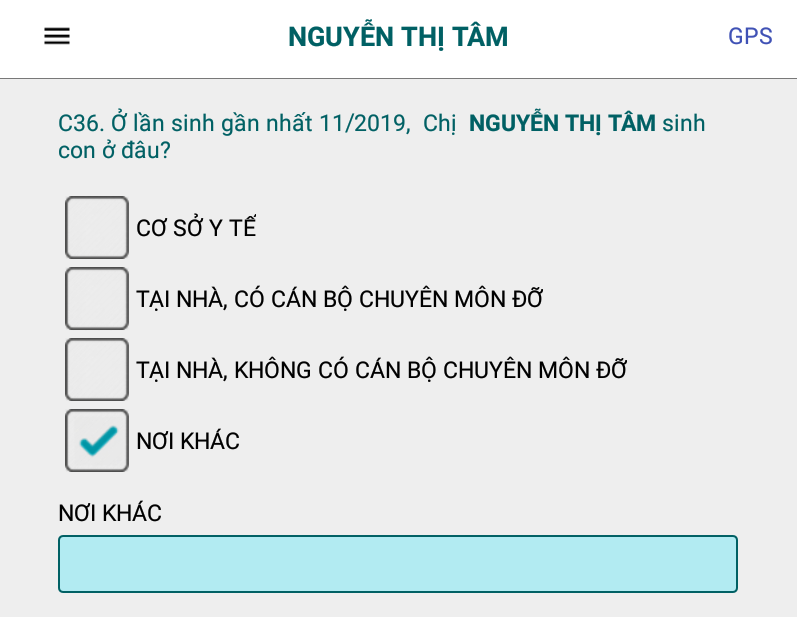 NGUYỄN THỊ TÂM
GPS
C36. Ở lần sinh gần nhất 11/2019, Chị NGUYỄN THỊ TÂM sinh
con ở đâu?
CƠ SỞ Y TẾ
TẠI NHÀ, CÓ CÁN BỘ CHUYÊN MÔN ĐỠ
TẠI NHÀ, KHÔNG CÓ CÁN BỘ CHUYÊN MÔN ĐỠ
NƠI KHÁC
NƠI KHÁC